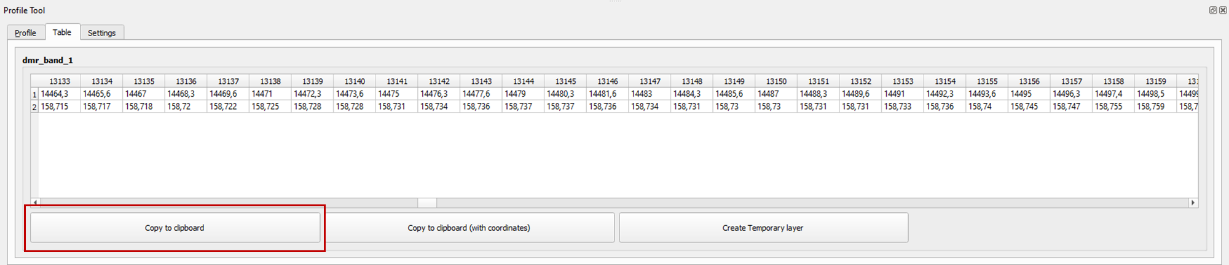 Profile Tool
Profile Table Settings
dmr_band_1
13133 13134 13135 13136 13137 13138 13139 13140 13141 13142 13143 13144 13145 13146 13147 13148 13149 13150 13151 13152 13153 13154 13155 13156 13157 13158 13159
1 14464,3 14465,6 14467 14468,3 14469,6 14471 14472,3 14473,6 14475 14476,3 14477,6 14479 14480,3 14481,6 14483 14484,3 14485,6 14487 14488,3 14489,6 14491 14492,3 14493,6 14495 14496,3 14497,4 14498,5
2 158,715 158,717 158,718 158,72 158,722 158,725 158,728 158,728 158,731 158,734 158,736 158,737 158,737 158,736 158,734 158,731 158,73 158,73 158,731 158,731 158,733 158,736 158,74 158,745 158,747 158,755 158,759
Copy to clipboard Copy to clipboard (with coordinates) Create Temporary layer